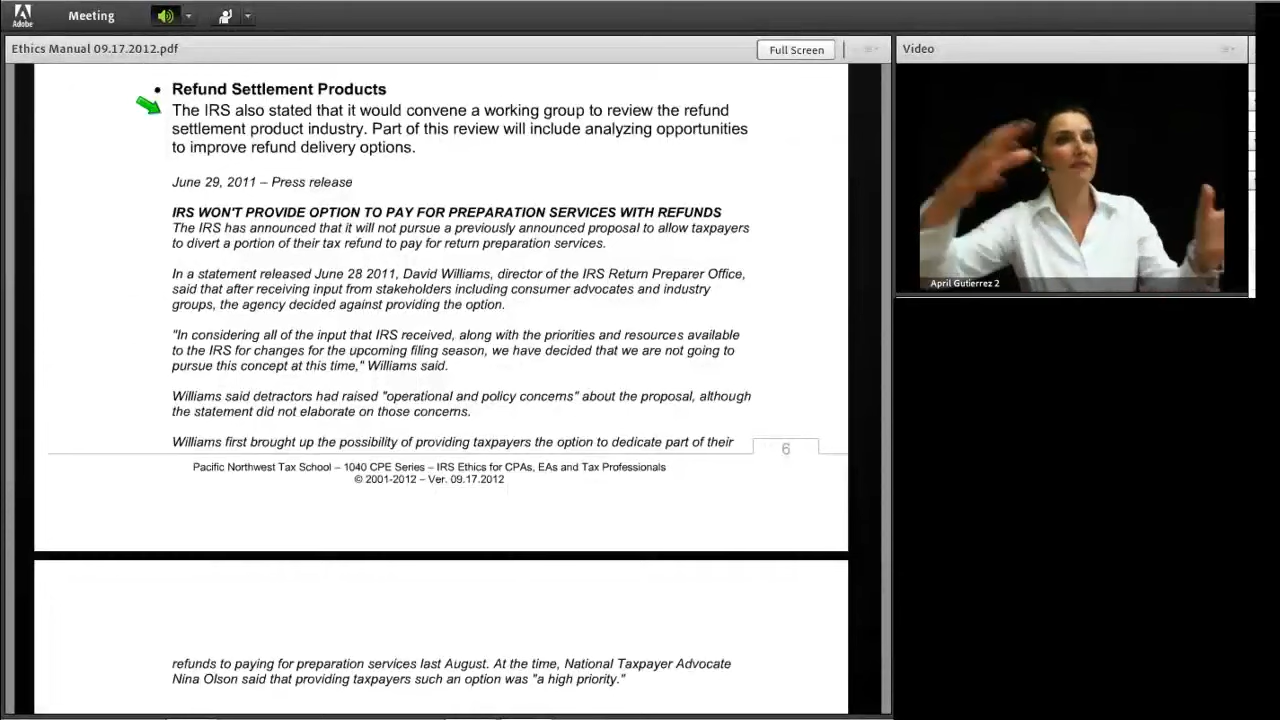 Adobe
Meeting
Ethics Manual 09.17.2012.pdf
Full Screen
Video
• Refund Settlement Products
The IRS also stated that it would convene a working group to review the refund
settlement product industry. Part of this review will include analyzing opportunities
to improve refund delivery options.
June 29, 2011 – Press release
IRS WON'T PROVIDE OPTION TO PAY FOR PREPARATION SERVICES WITH REFUNDS
The IRS has announced that it will not pursue a previously announced proposal to allow taxpayers
to divert a portion of their tax refund to pay for return preparation services.
In a statement released June 28 2011, David Williams, director of the IRS Return Preparer Office,
said that after receiving input from stakeholders including consumer advocates and industry
groups, the agency decided against providing the option.
"In considering all of the input that IRS received, along with the priorities and resources available
to the IRS for changes for the upcoming filing season, we have decided that we are not going to
pursue this concept at this time," Williams said.
Williams said detractors had raised "operational and policy concerns" about the proposal, although
the statement did not elaborate on those concerns.
Williams first brought up the possibility of providing taxpayers the option to dedicate part of their
6
Pacific Northwest Tax School – 1040 CPE Series – IRS Ethics for CPAs, EAs and Tax Professionals
© 2001-2012 – Ver. 09.17.2012
refunds to paying for preparation services last August. At the time, National Taxpayer Advocate
Nina Olson said that providing taxpayers such an option was "a high priority."
April Gutierrez 2